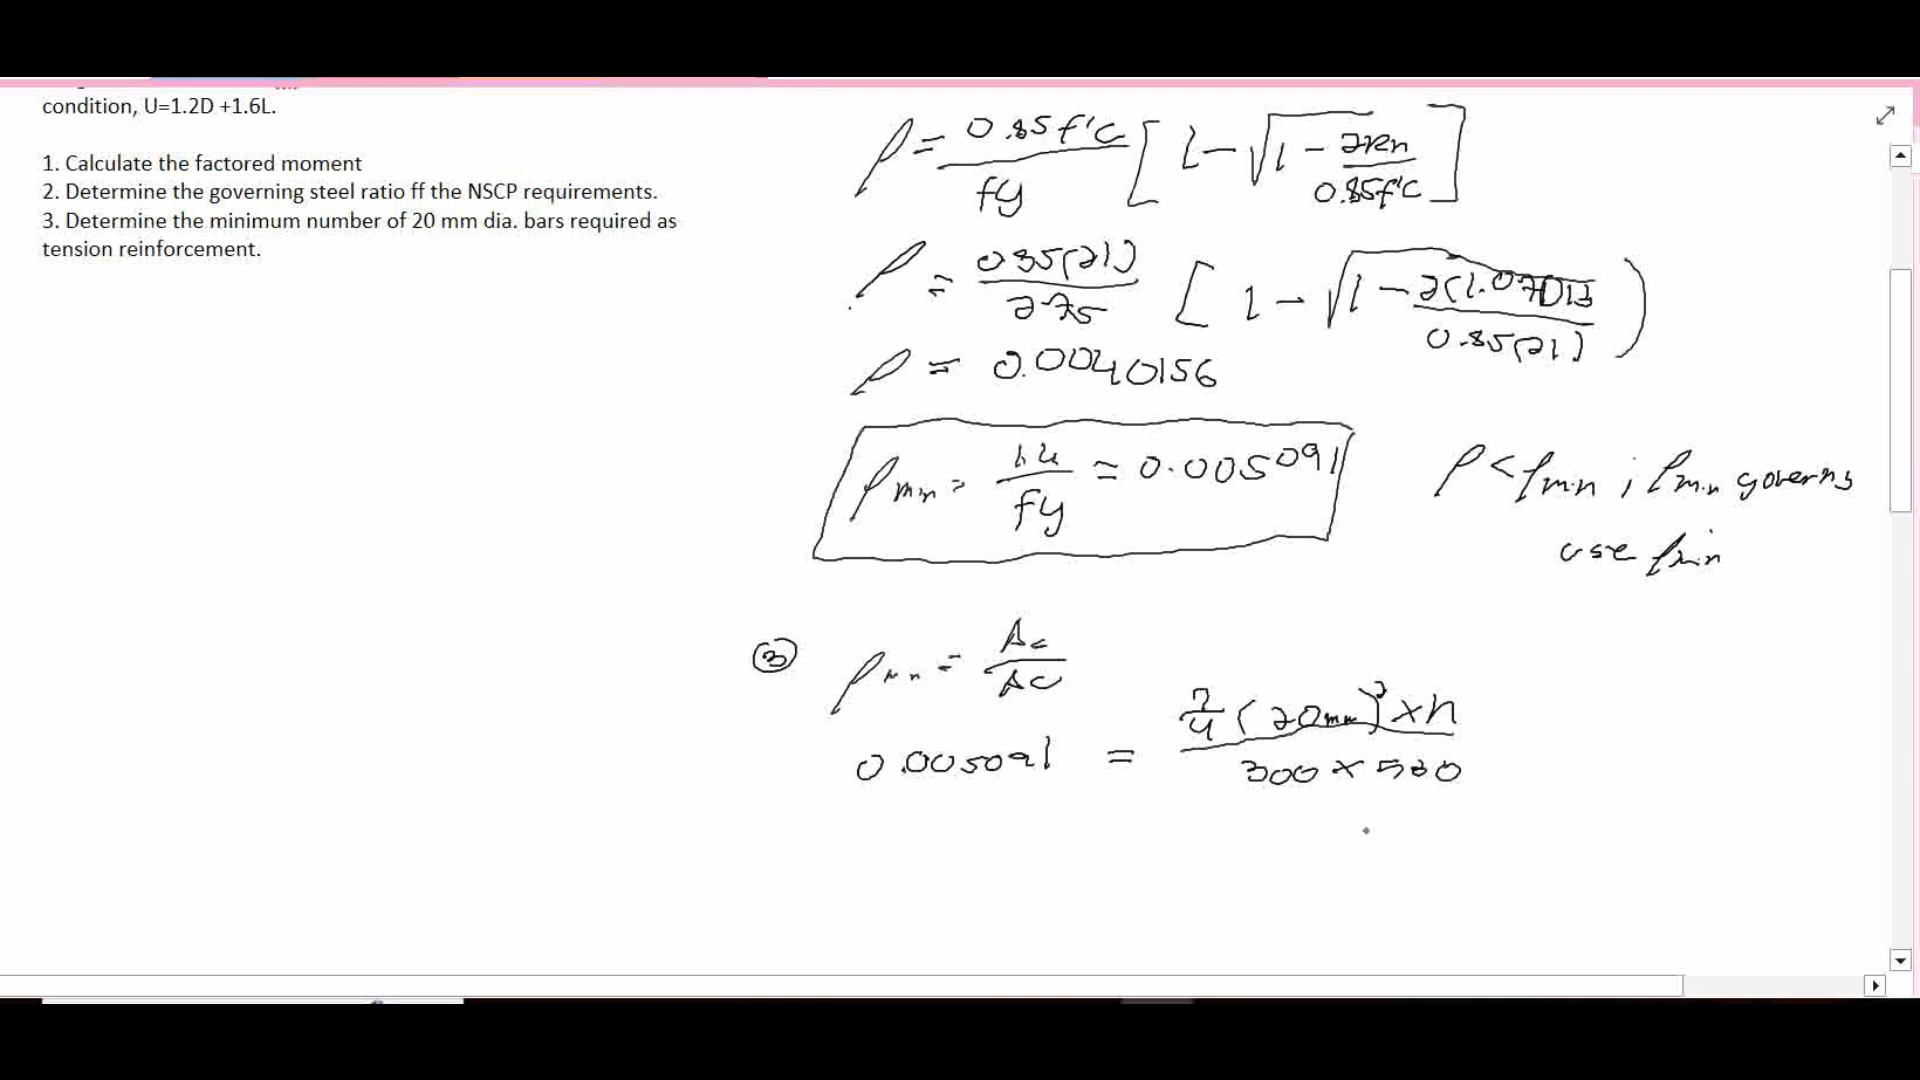 condition, U=1.2D +1.6L.
1. Calculate the factored moment
2. Determine the governing steel ratio ff the NSCP requirements.
3. Determine the minimum number of 20 mm dia. bars required as
tension reinforcement.
ρ = 0.85f'c / fy [ 1 - √1 - 2Rn / 0.85f'c ]
ρ = 0.85(21) / 275 [ 1 - √1 - 2(1.07013 / 0.85(21) )
ρ = 0.0040156
ρmin = 1.4 / fy = 0.005091
ρ < ρmin ; ρmin governs
use ρmin
③ ρmin =
0.005091 = π/4 (20mm)² x n / 300 x 530